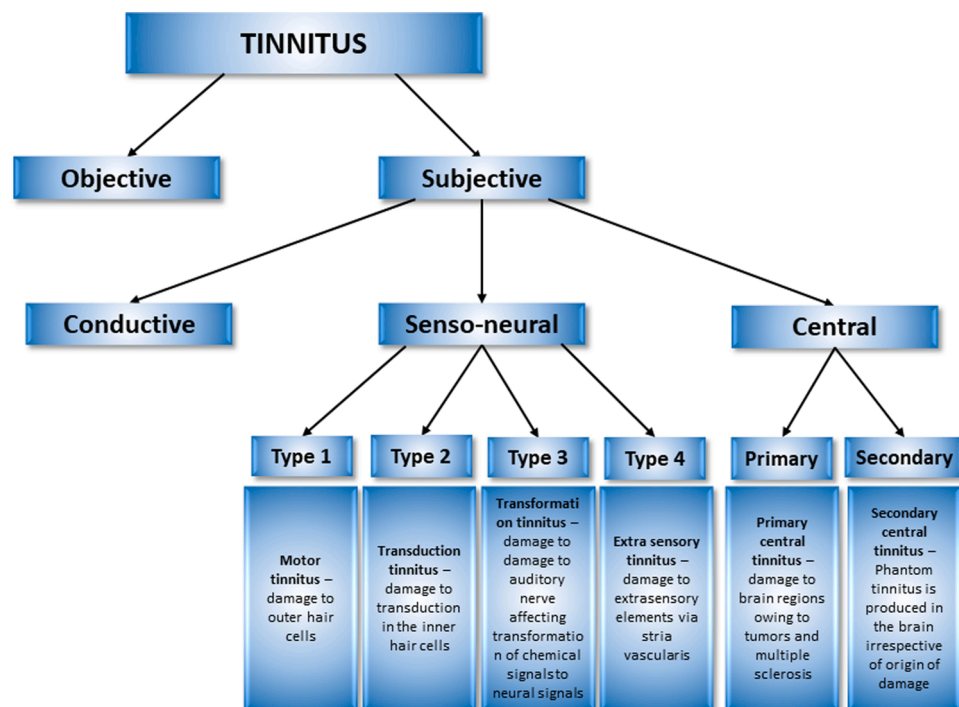 TINNITUS
Objective
Subjective
Conductive
Senso-neural
Central
Type 1
Type 2
Type 3
Type 4
Primary
Secondary
Motor
tinnitus –
damage to
outer hair
cells
Transduction
tinnitus –
damage to
transduction
in the inner
hair cells
Transformati
on tinnitus –
damage to
damage to
auditory
nerve
affecting
transformatio
n of chemical
signals to
neural signals
Extra sensory
tinnitus –
damage to
extrasensory
elements via
stria
vascularis
Primary
central
tinnitus –
damage to
brain regions
owing to
tumors and
multiple
sclerosis
Secondary
central
tinnitus –
Phantom
tinnitus is
produced in
the brain
irrespective
of origin of
damage